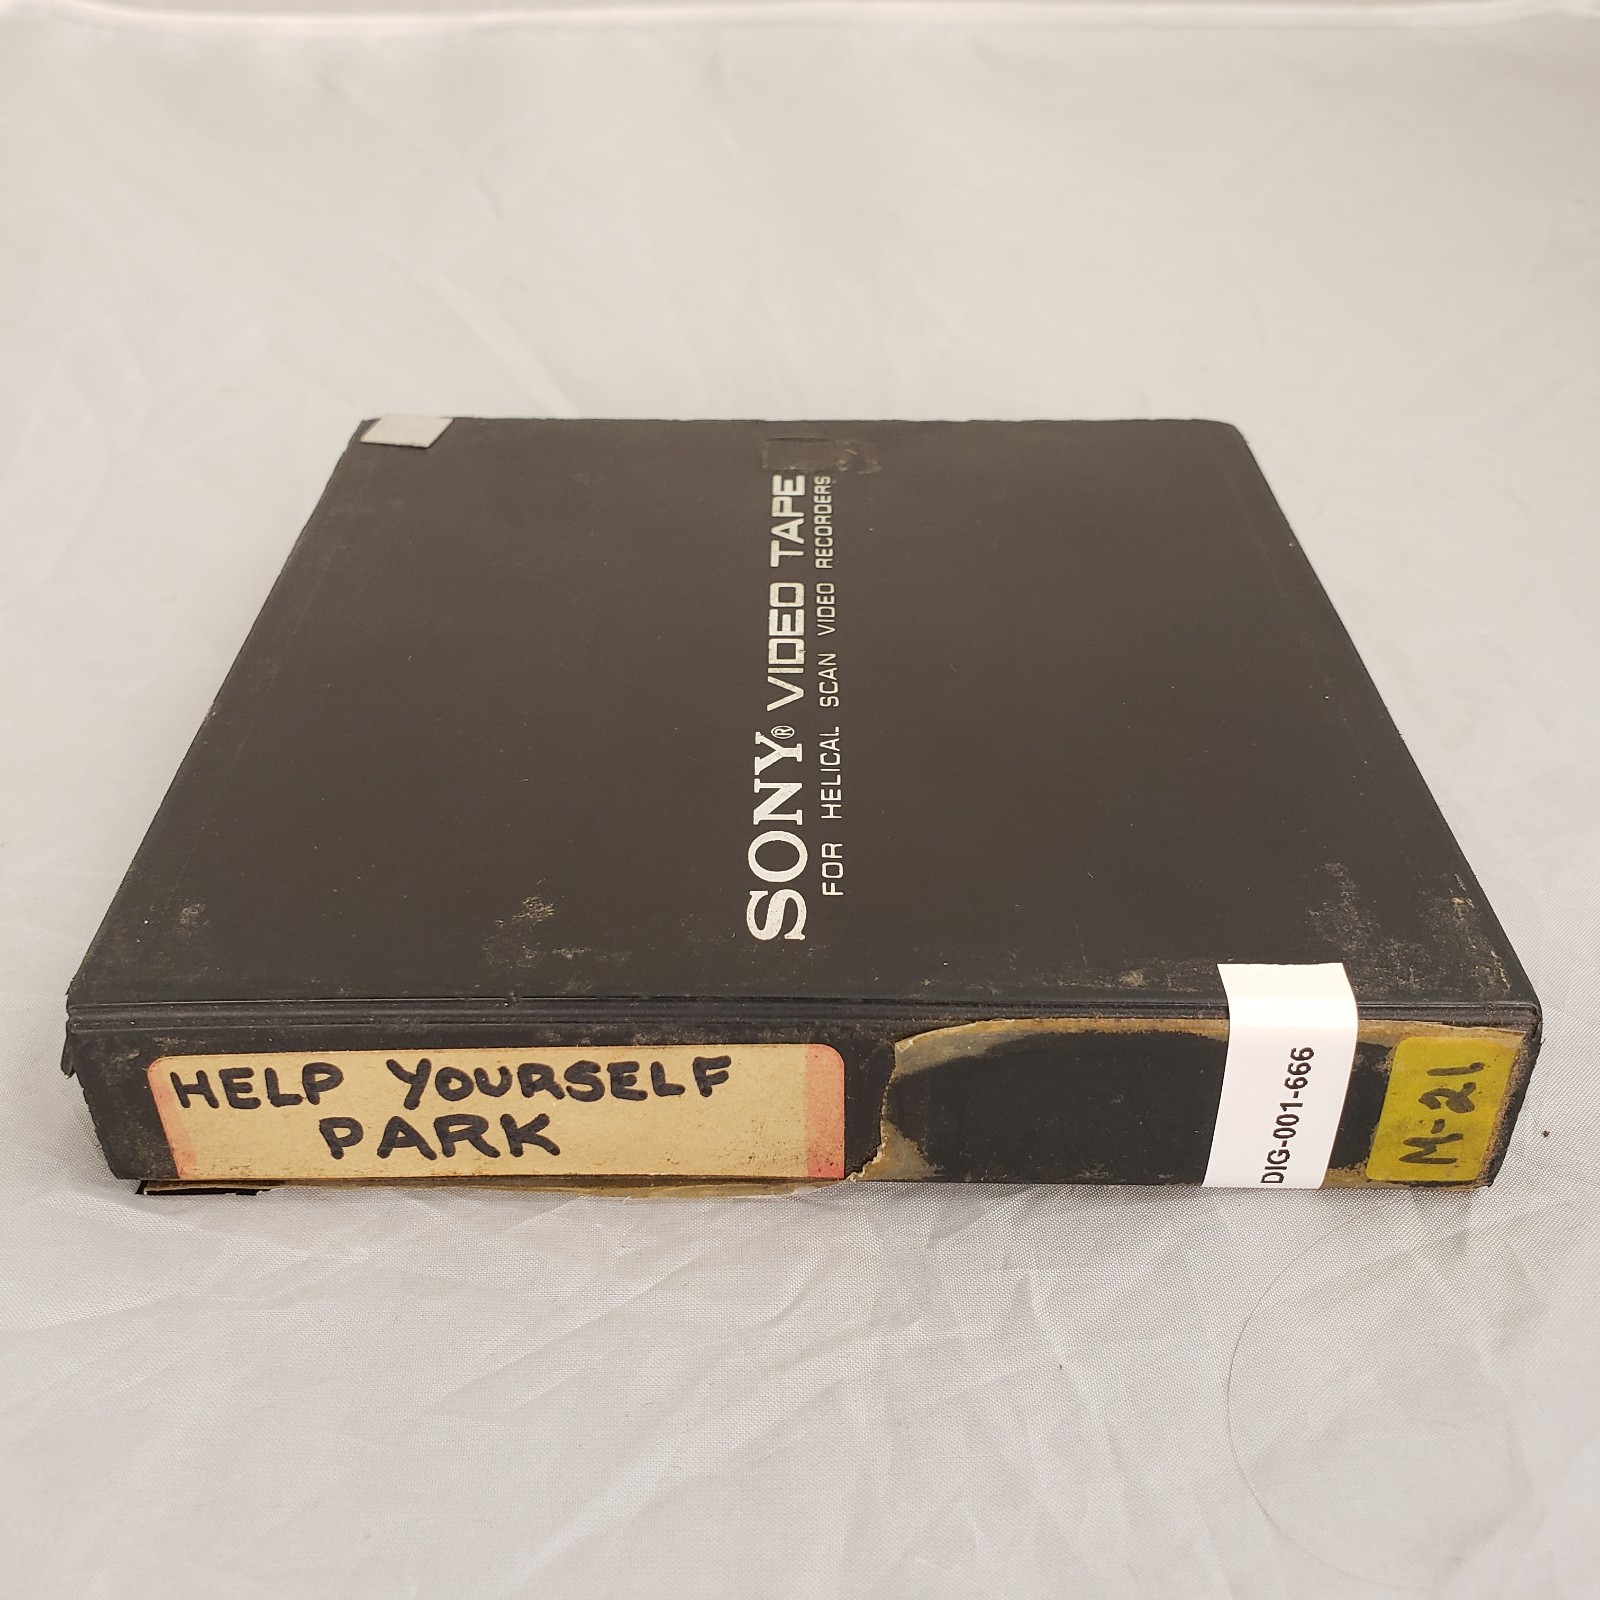 SONY® VIDEO TAPE
FOR HELICAL SCAN VIDEO RECORDERS
HELP YOURSELF
PARK
DIG-001-666
M-21